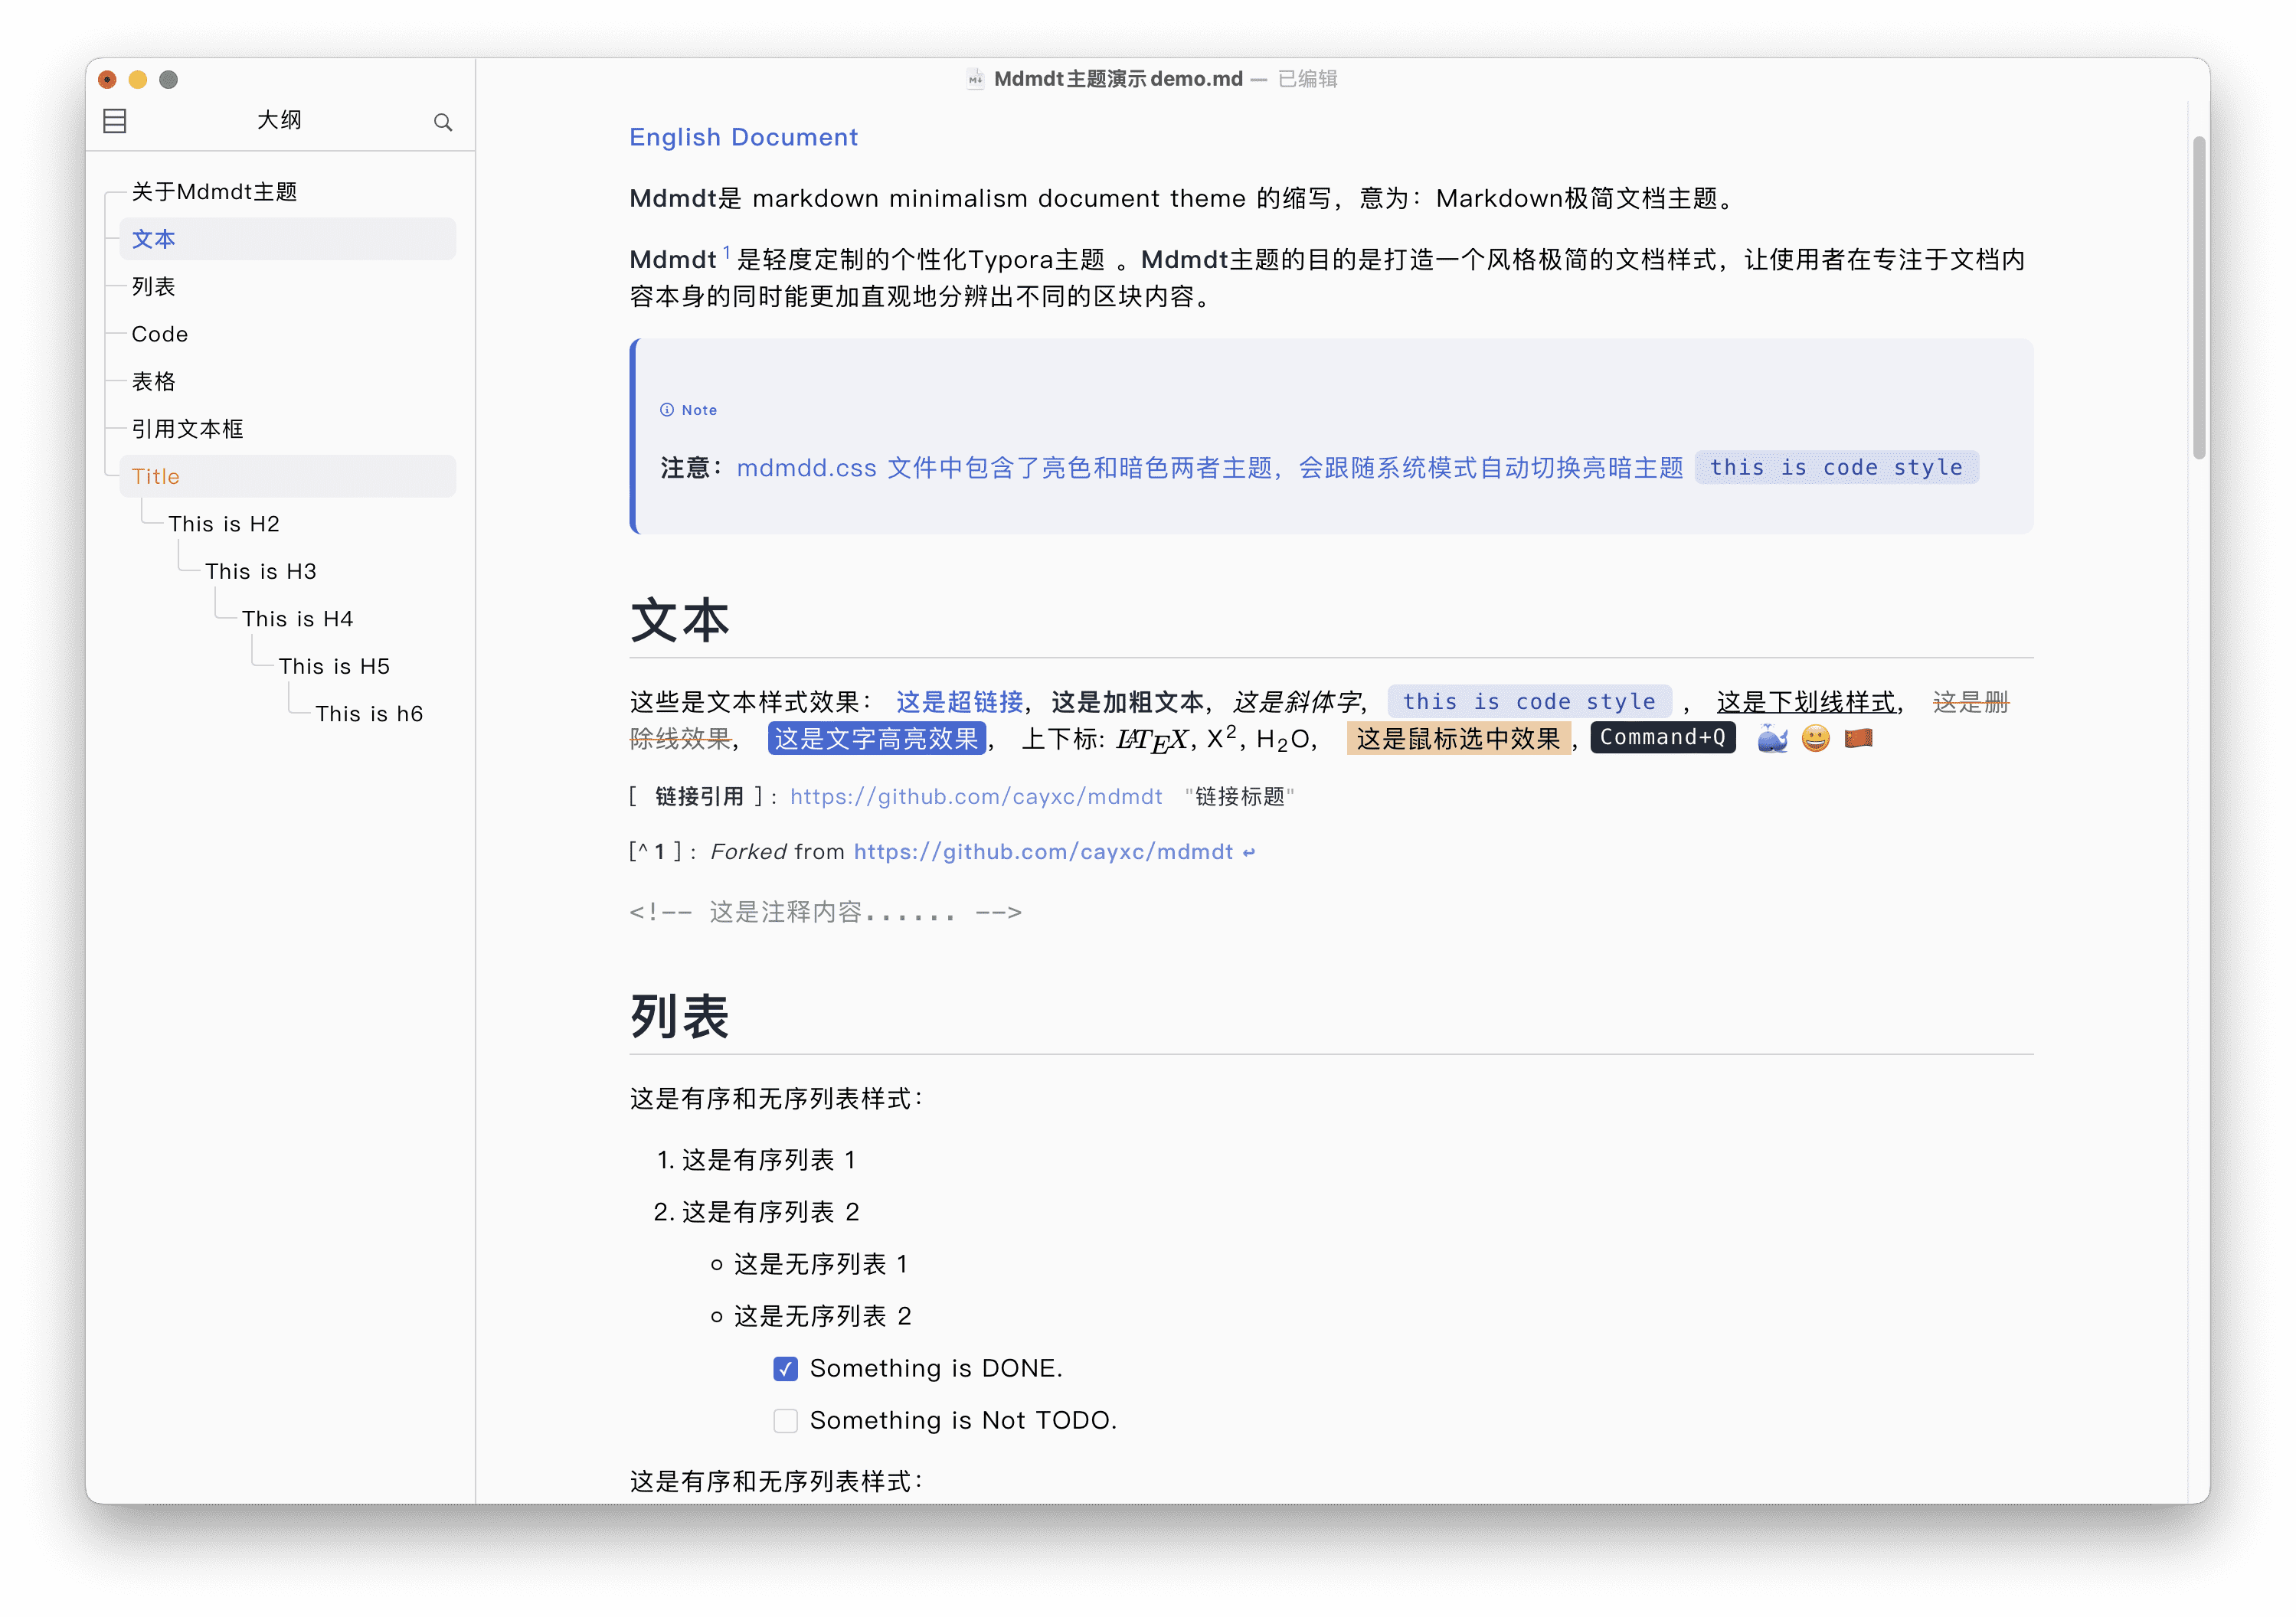 Mdmdt主题演示demo.md — 已编辑
大纲
关于Mdmdt主题
文本
列表
Code
表格
引用文本框
Title
This is H2
This is H3
This is H4
This is H5
This is h6
English Document
Mdmdt是 markdown minimalism document theme 的缩写，意为：Markdown极简文档主题。
Mdmdt 1 是轻度定制的个性化Typora主题 。Mdmdt主题的目的是打造一个风格极简的文档样式，让使用者在专注于文档内
容本身的同时能更加直观地分辨出不同的区块内容。
Note
注意：mdmdd.css 文件中包含了亮色和暗色两者主题，会跟随系统模式自动切换亮暗主题 this is code style
文本
这些是文本样式效果： 这是超链接，这是加粗文本，这是斜体字， this is code style ， 这是下划线样式， 这是删
除线效果， 这是文字高亮效果， 上下标: LATEX, X², H₂O， 这是鼠标选中效果，Command+Q 🐳 😀 🇨🇳
[ 链接引用 ]：https://github.com/cayxc/mdmdt "链接标题"
[^ 1 ]：Forked from https://github.com/cayxc/mdmdt ↩
<!-- 这是注释内容...... -->
列表
这是有序和无序列表样式：
1. 这是有序列表 1
2. 这是有序列表 2
这是无序列表 1
这是无序列表 2
Something is DONE.
Something is Not TODO.
这是有序和无序列表样式：